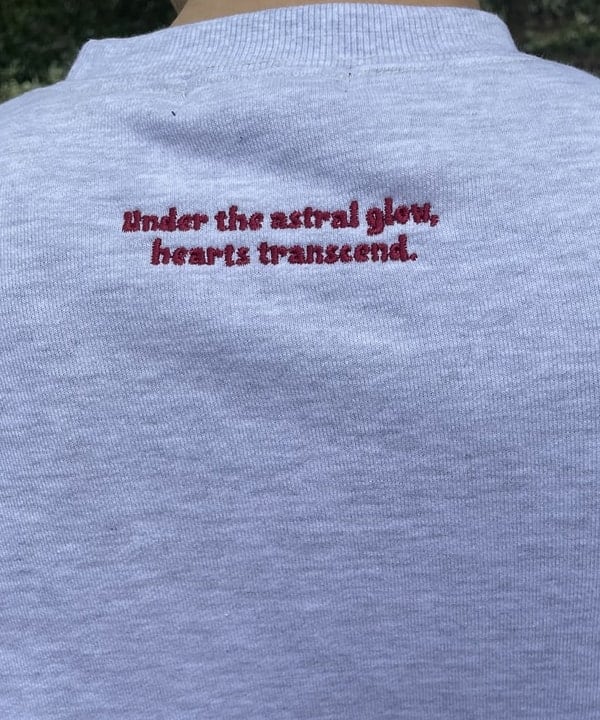 Under the astral glow,
hearts transcend.